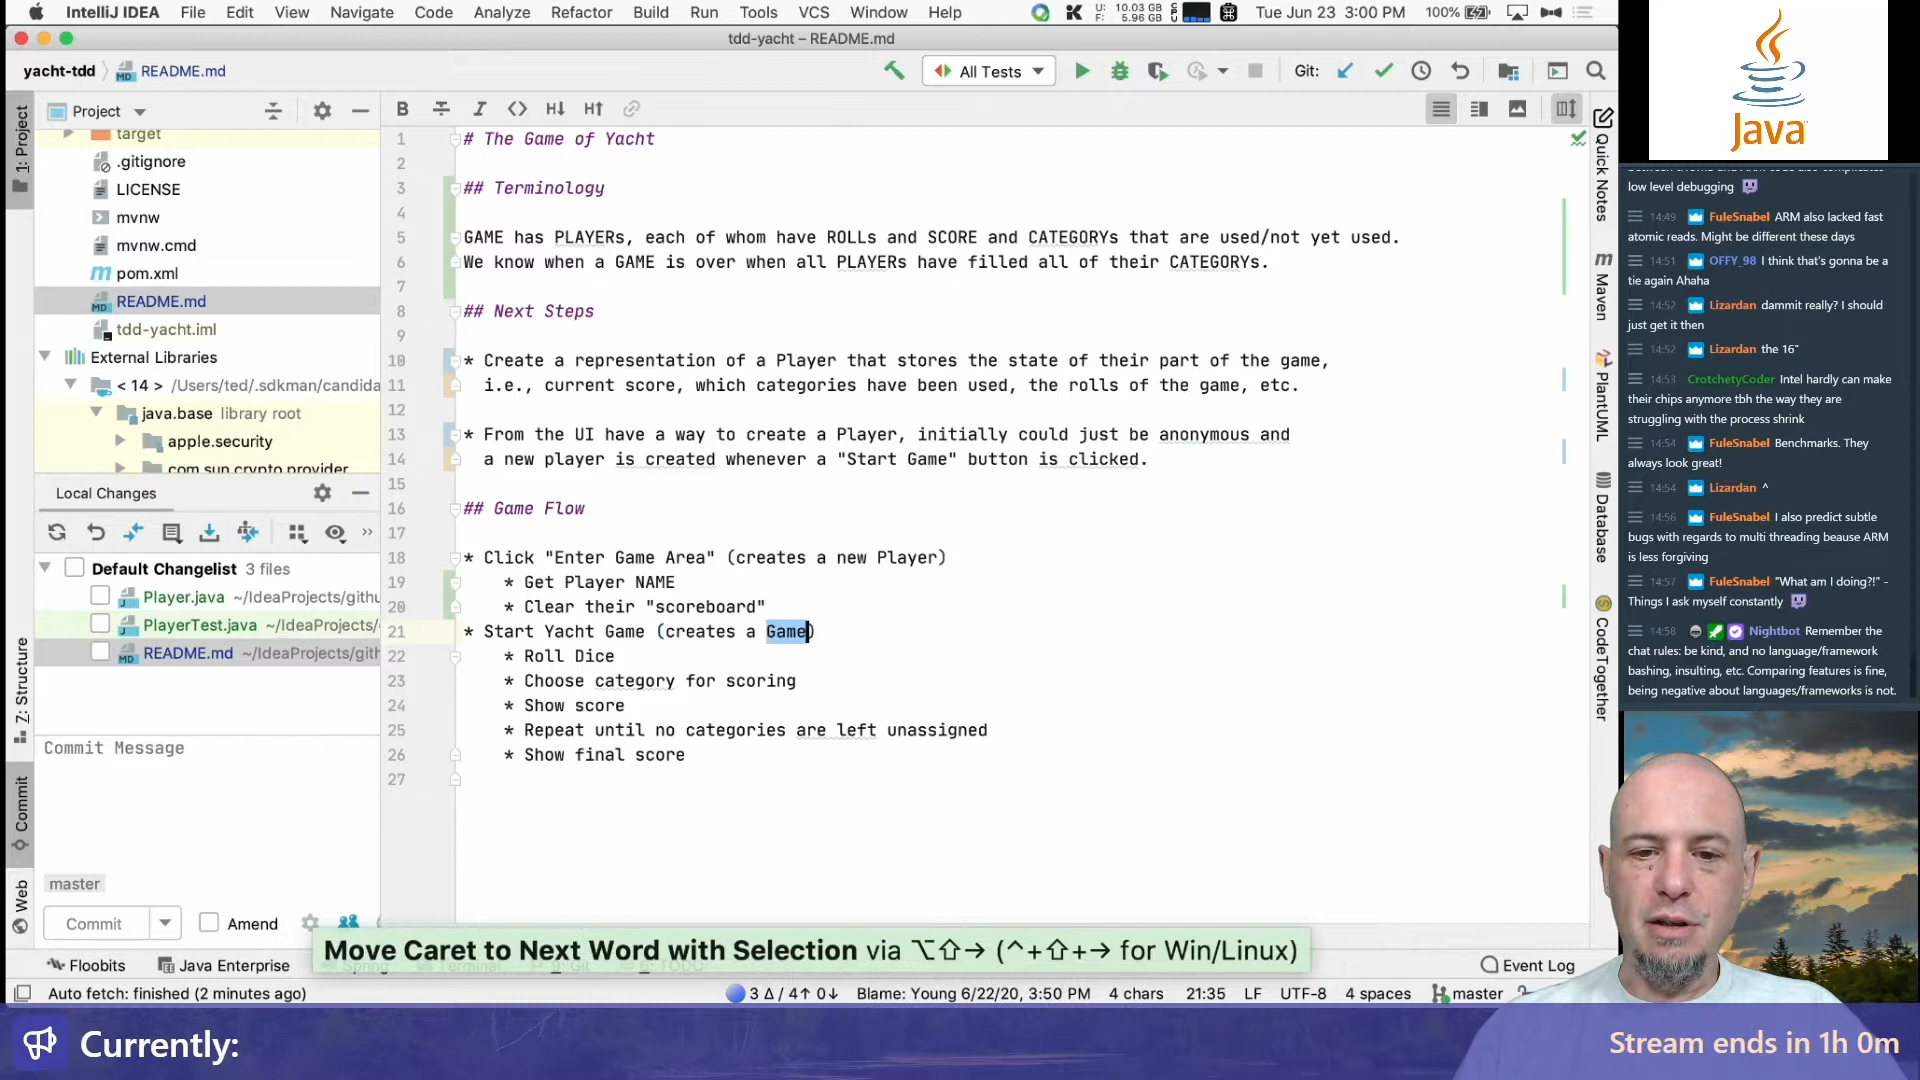 IntelliJ IDEA File Edit View Navigate Code Analyze Refactor Build Run Tools VCS Window Help
U: 10.03 GB
F: 5.96 GB
Tue Jun 23 3:00 PM 100%
tdd-yacht – README.md
yacht-tdd README.md
All Tests
Git:
1: Project
Project
target
.gitignore
LICENSE
mvnw
mvnw.cmd
pom.xml
README.md
tdd-yacht.iml
External Libraries
< 14 > /Users/ted/.sdkman/candida
java.base library root
apple.security
com.sun.crypto.provider
Local Changes
Default Changelist 3 files
Player.java ~/IdeaProjects/githu
PlayerTest.java ~/IdeaProjects/
README.md ~/IdeaProjects/gith
Z: Structure
Commit
Web
Commit Message
master
Commit
Amend
1 # The Game of Yacht
2
3 ## Terminology
4
5 GAME has PLAYERs, each of whom have ROLLs and SCORE and CATEGORYs that are used/not yet used.
6 We know when a GAME is over when all PLAYERs have filled all of their CATEGORYs.
7
8 ## Next Steps
9
10 * Create a representation of a Player that stores the state of their part of the game,
11 i.e., current score, which categories have been used, the rolls of the game, etc.
12
13 * From the UI have a way to create a Player, initially could just be anonymous and
14 a new player is created whenever a "Start Game" button is clicked.
15
16 ## Game Flow
17
18 * Click "Enter Game Area" (creates a new Player)
19 * Get Player NAME
20 * Clear their "scoreboard"
21 * Start Yacht Game (creates a Game)
22 * Roll Dice
23 * Choose category for scoring
24 * Show score
25 * Repeat until no categories are left unassigned
26 * Show final score
27
Quick Notes
Maven
PlantUML
Database
CodeTogether
Move Caret to Next Word with Selection via ⌥⇧→ (^+⇧+→ for Win/Linux)
Floobits
Java Enterprise
Event Log
Auto fetch: finished (2 minutes ago)
3 Δ / 4↑ 0↓ Blame: Young 6/22/20, 3:50 PM 4 chars 21:35 LF UTF-8 4 spaces master
Java
low level debugging
14:49 FuleSnabel ARM also lacked fast
atomic reads. Might be different these days
14:51 OFFY_98 I think that's gonna be a
tie again Ahaha
14:52 Lizardan dammit really? I should
just get it then
14:52 Lizardan the 16"
14:53 CrotchetyCoder Intel hardly can make
their chips anymore tbh the way they are
struggling with the process shrink
14:54 FuleSnabel Benchmarks. They
always look great!
14:54 Lizardan ^
14:56 FuleSnabel I also predict subtle
bugs with regards to multi threading beause ARM
is less forgiving
14:57 FuleSnabel "What am I doing?!" -
Things I ask myself constantly
14:58 Nightbot Remember the
chat rules: be kind, and no language/framework
bashing, insulting, etc. Comparing features is fine,
being negative about languages/frameworks is not.
Currently:
Stream ends in 1h 0m